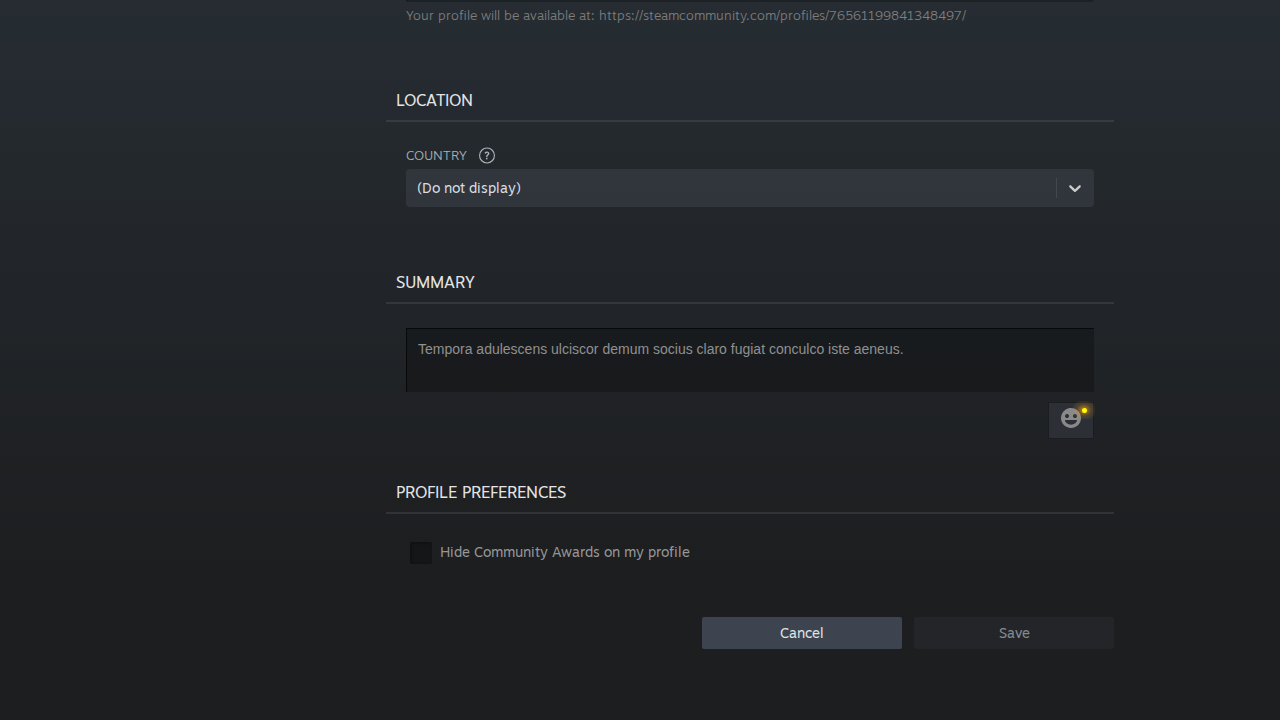 Your profile will be available at: https://steamcommunity.com/profiles/76561199841348497/
LOCATION
COUNTRY ?
(Do not display)
SUMMARY
Tempora adulescens ulciscor demum socius claro fugiat conculco iste aeneus.
PROFILE PREFERENCES
Hide Community Awards on my profile
Cancel Save